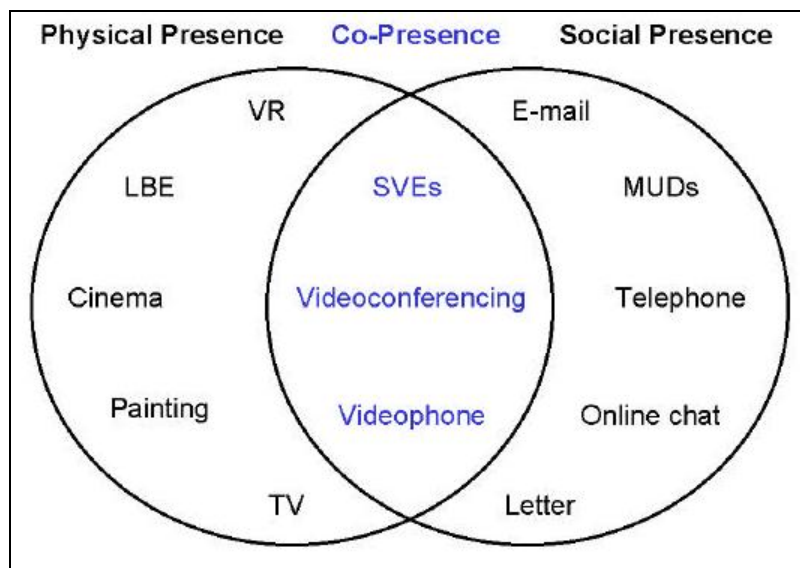 Physical Presence Co-Presence Social Presence
VR E-mail
LBE SVEs MUDs
Cinema Videoconferencing Telephone
Painting Videophone Online chat
TV Letter